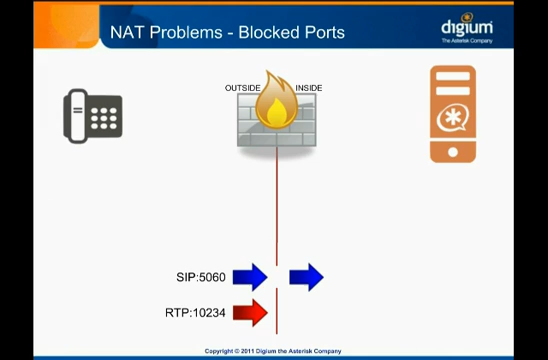 NAT Problems - Blocked Ports
digium
The Asterisk Company
OUTSIDE
INSIDE
SIP:5060
RTP:10234
Copyright © 2011 Digium the Asterisk Company